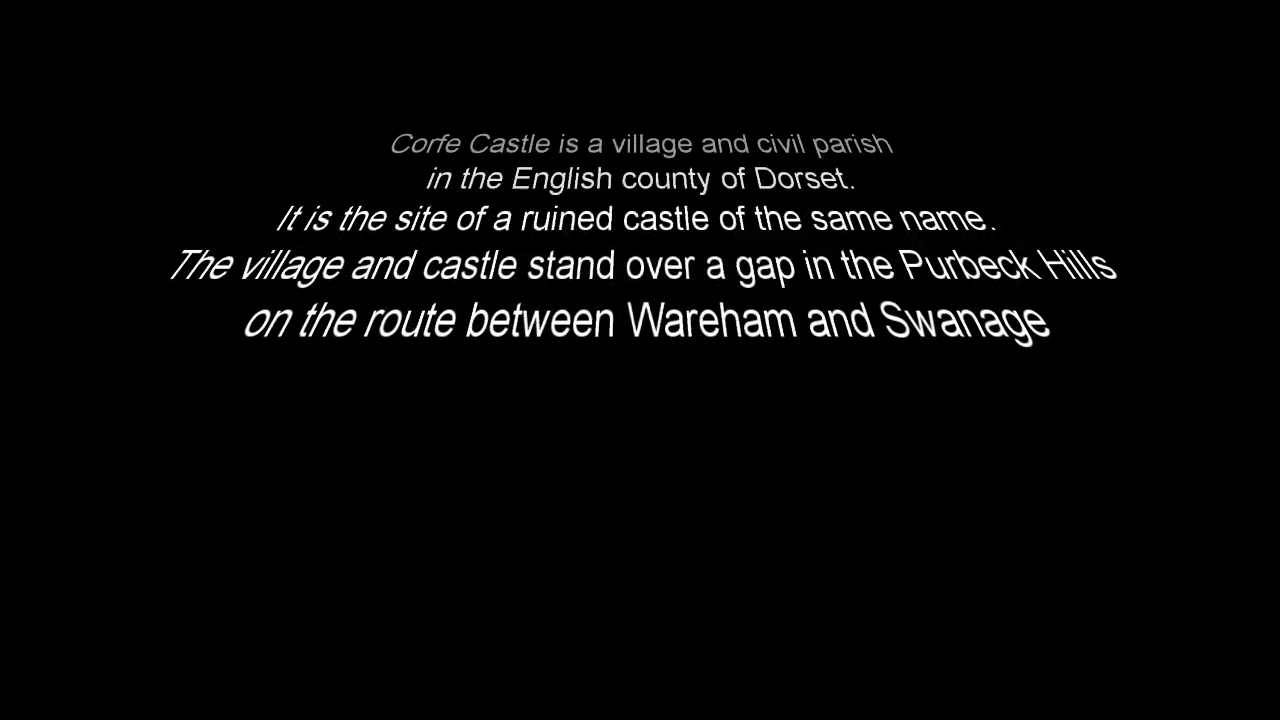 Corfe Castle is a village and civil parish
in the English county of Dorset.
It is the site of a ruined castle of the same name.
The village and castle stand over a gap in the Purbeck Hills
on the route between Wareham and Swanage